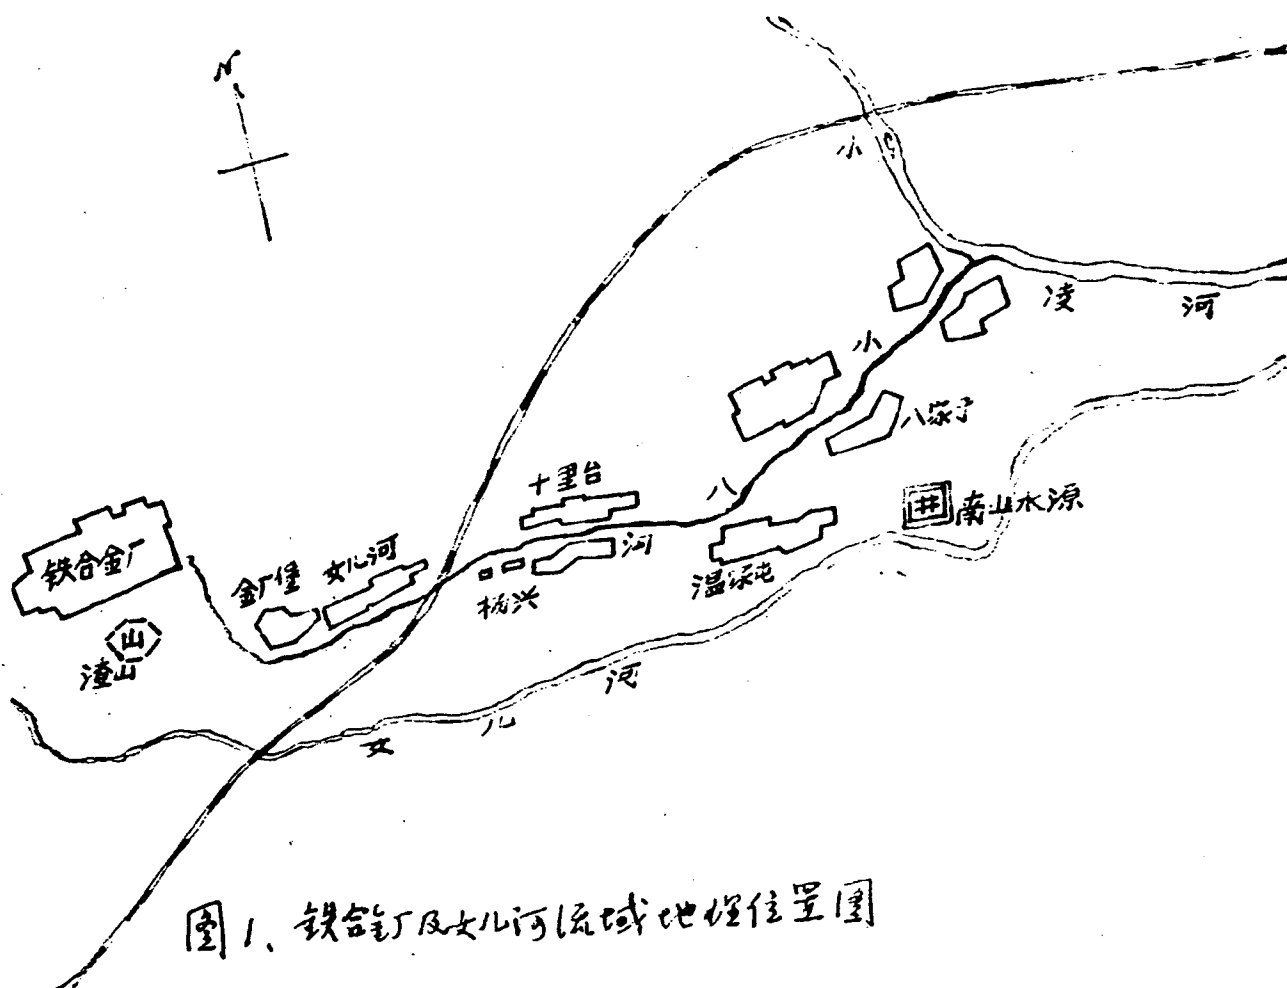 N
小
凌
河
小
八
河
八家子
十里台
南山水源
铁合金厂
金厂堡
女儿河
杨兴
温家屯
山
渣山
女
儿
河
图1、铁合金厂及女儿河流域地理位置图